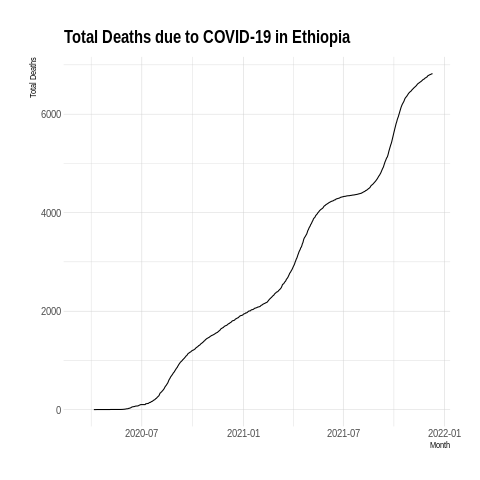 Total Deaths due to COVID-19 in Ethiopia
Total Deaths
6000
4000
2000
0
2020-07 2021-01 2021-07 2022-01
Month